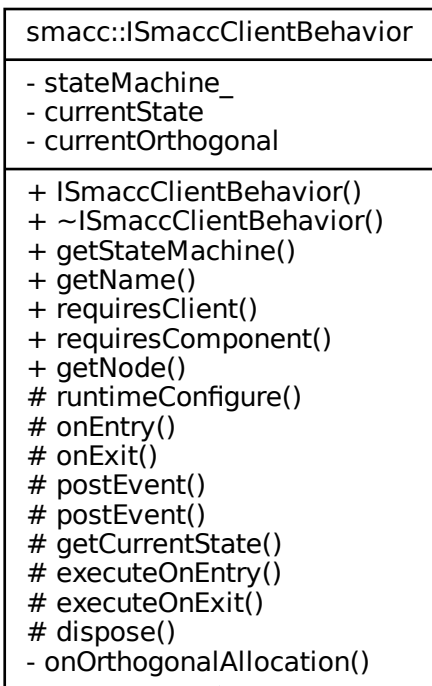 smacc::ISmaccClientBehavior
- stateMachine_
- currentState
- currentOrthogonal
+ ISmaccClientBehavior()
+ ~ISmaccClientBehavior()
+ getStateMachine()
+ getName()
+ requiresClient()
+ requiresComponent()
+ getNode()
# runtimeConfigure()
# onEntry()
# onExit()
# postEvent()
# postEvent()
# getCurrentState()
# executeOnEntry()
# executeOnExit()
# dispose()
- onOrthogonalAllocation()